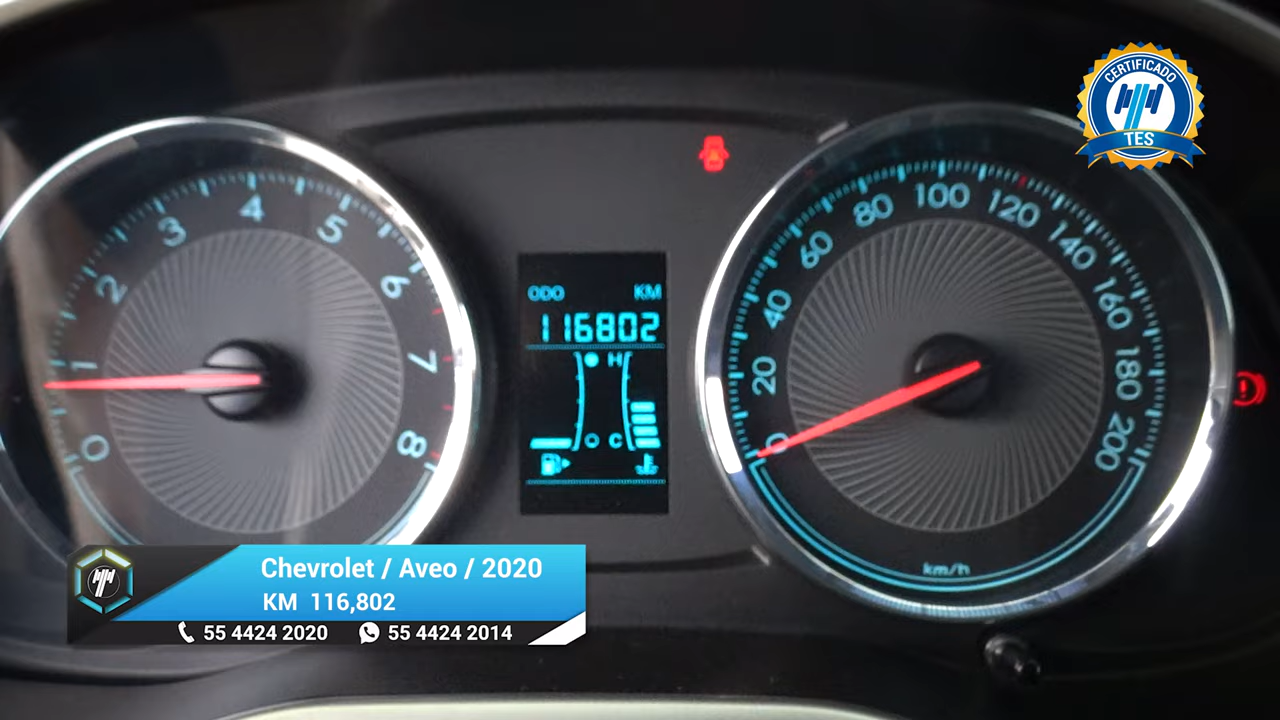 CERTIFICADO
TES
0 1 2 3 4 5 6 7 8
ODO KM
116802
H
C
0 20 40 60 80 100 120 140 160 180 200
km/h
Chevrolet / Aveo / 2020
KM 116,802
55 4424 2020 55 4424 2014